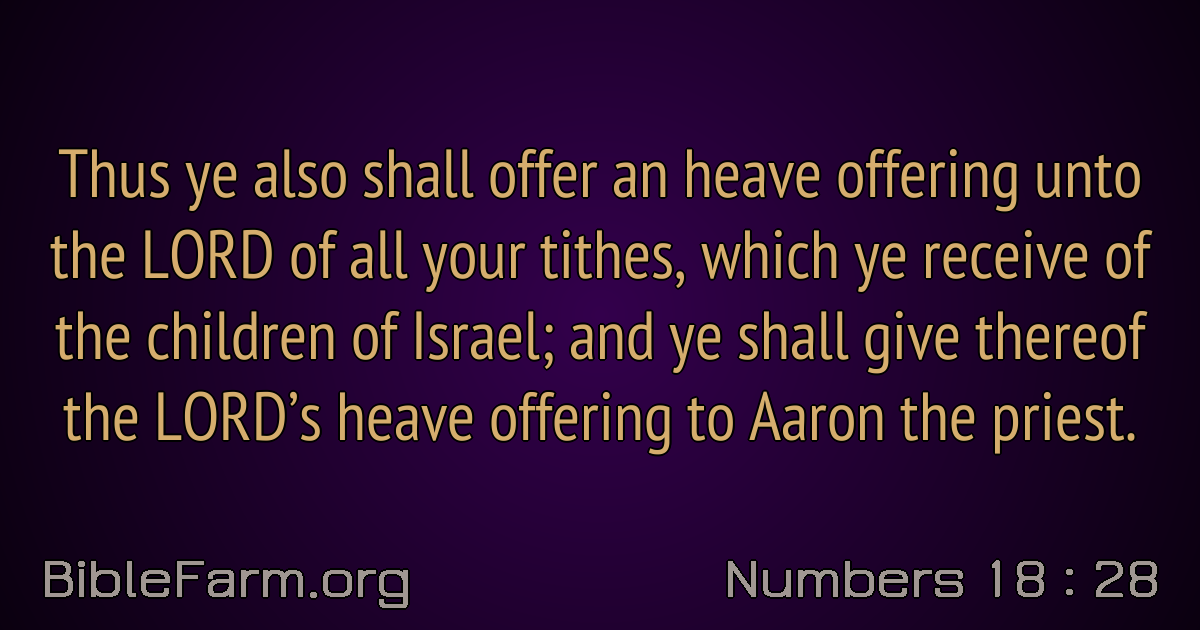 Thus ye also shall offer an heave offering unto
the LORD of all your tithes, which ye receive of
the children of Israel; and ye shall give thereof
the LORD’s heave offering to Aaron the priest.
BibleFarm.org
Numbers 18 : 28